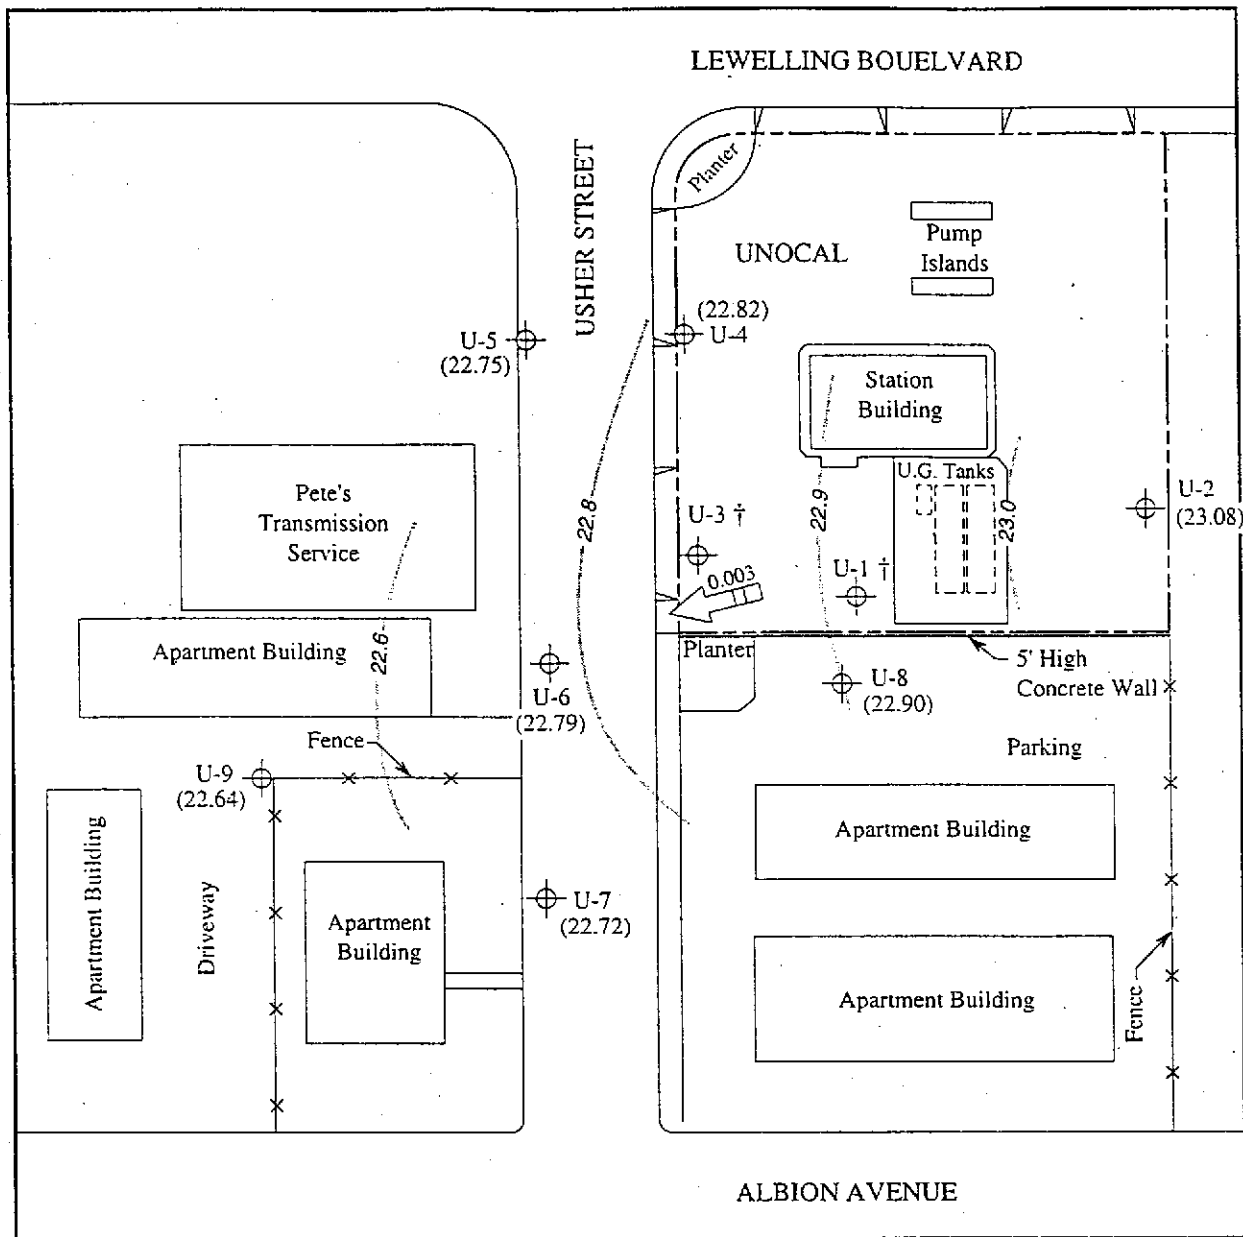 LEWELLING BOUELVARD
USHER STREET
Planter
UNOCAL
Pump
Islands
(22.82)
U-4
U-5
(22.75)
Station
Building
U.G. Tanks
U-2
(23.08)
Pete's
Transmission
Service
22.8
22.9
23.0
U-3 †
U-1 †
0.003
Apartment Building
22.6
Planter
5' High
Concrete Wall
U-6
(22.79)
U-8
(22.90)
Fence
Parking
U-9
(22.64)
Apartment Building
Apartment Building
Driveway
Apartment
Building
U-7
(22.72)
Apartment Building
Fence
ALBION AVENUE